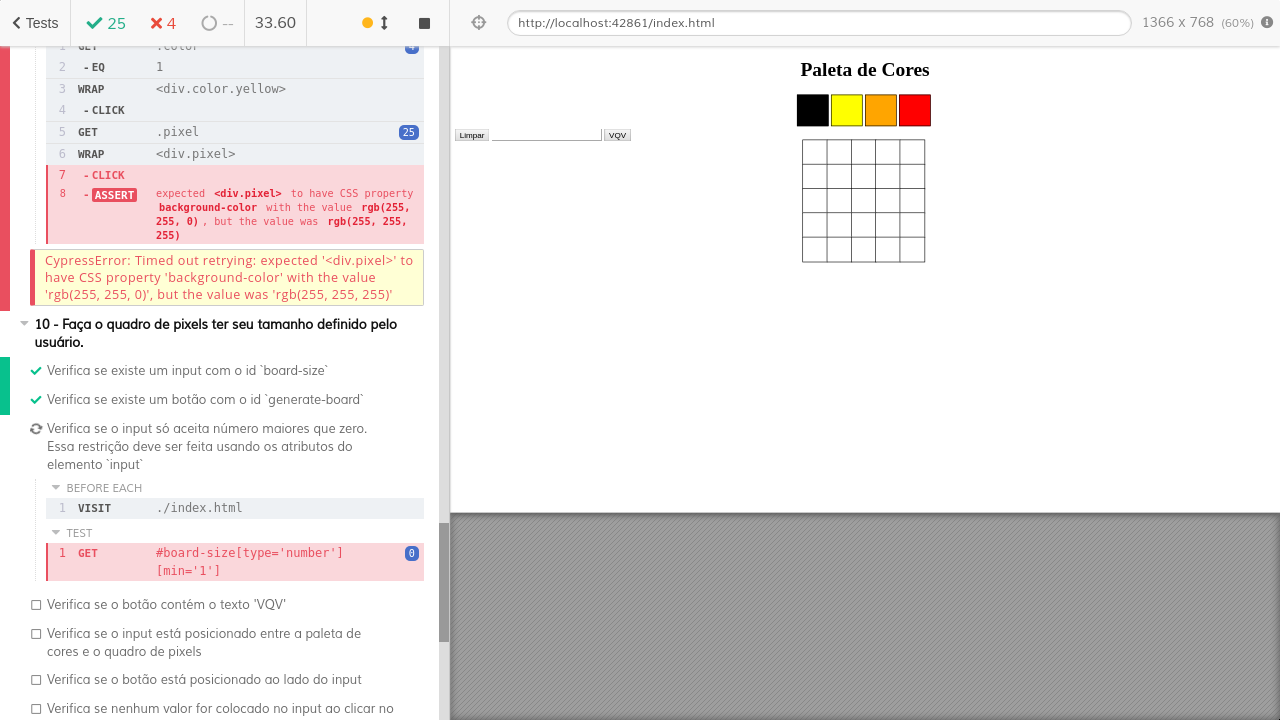 Tests 25 4 -- 33.60
http://localhost:42861/index.html 1366 x 768 (60%)
1 GET .color 4
2 -EQ 1
3 WRAP <div.color.yellow>
4 -CLICK
5 GET .pixel 25
6 WRAP <div.pixel>
7 -CLICK
8 -ASSERT expected <div.pixel> to have CSS property
background-color with the value rgb(255,
255, 0), but the value was rgb(255, 255,
255)
CypressError: Timed out retrying: expected '<div.pixel>' to
have CSS property 'background-color' with the value
'rgb(255, 255, 0)', but the value was 'rgb(255, 255, 255)'
10 - Faça o quadro de pixels ter seu tamanho definido pelo
usuário.
Verifica se existe um input com o id `board-size`
Verifica se existe um botão com o id `generate-board`
Verifica se o input só aceita número maiores que zero.
Essa restrição deve ser feita usando os atributos do
elemento `input`
BEFORE EACH
1 VISIT ./index.html
TEST
1 GET #board-size[type='number'] 0
[min='1']
Verifica se o botão contém o texto 'VQV'
Verifica se o input está posicionado entre a paleta de
cores e o quadro de pixels
Verifica se o botão está posicionado ao lado do input
Verifica se nenhum valor for colocado no input ao clicar no
Paleta de Cores
Limpar VQV